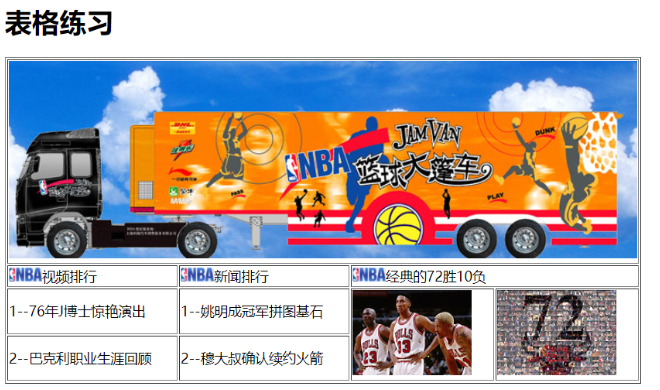 表格练习
DHL
JAMVAN
NBA
篮球大篷车
DUNK
PASS
PLAY
NBA视频排行
NBA新闻排行
NBA经典的72胜10负
1--76年J博士惊艳演出
1--姚明成冠军拼图基石
BULLS 23
BULLS 13
72
2--巴克利职业生涯回顾
2--穆大叔确认续约火箭